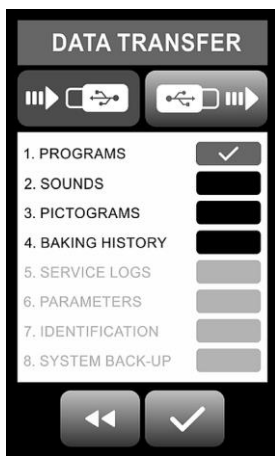 DATA TRANSFER
1. PROGRAMS
2. SOUNDS
3. PICTOGRAMS
4. BAKING HISTORY
5. SERVICE LOGS
6. PARAMETERS
7. IDENTIFICATION
8. SYSTEM BACK-UP